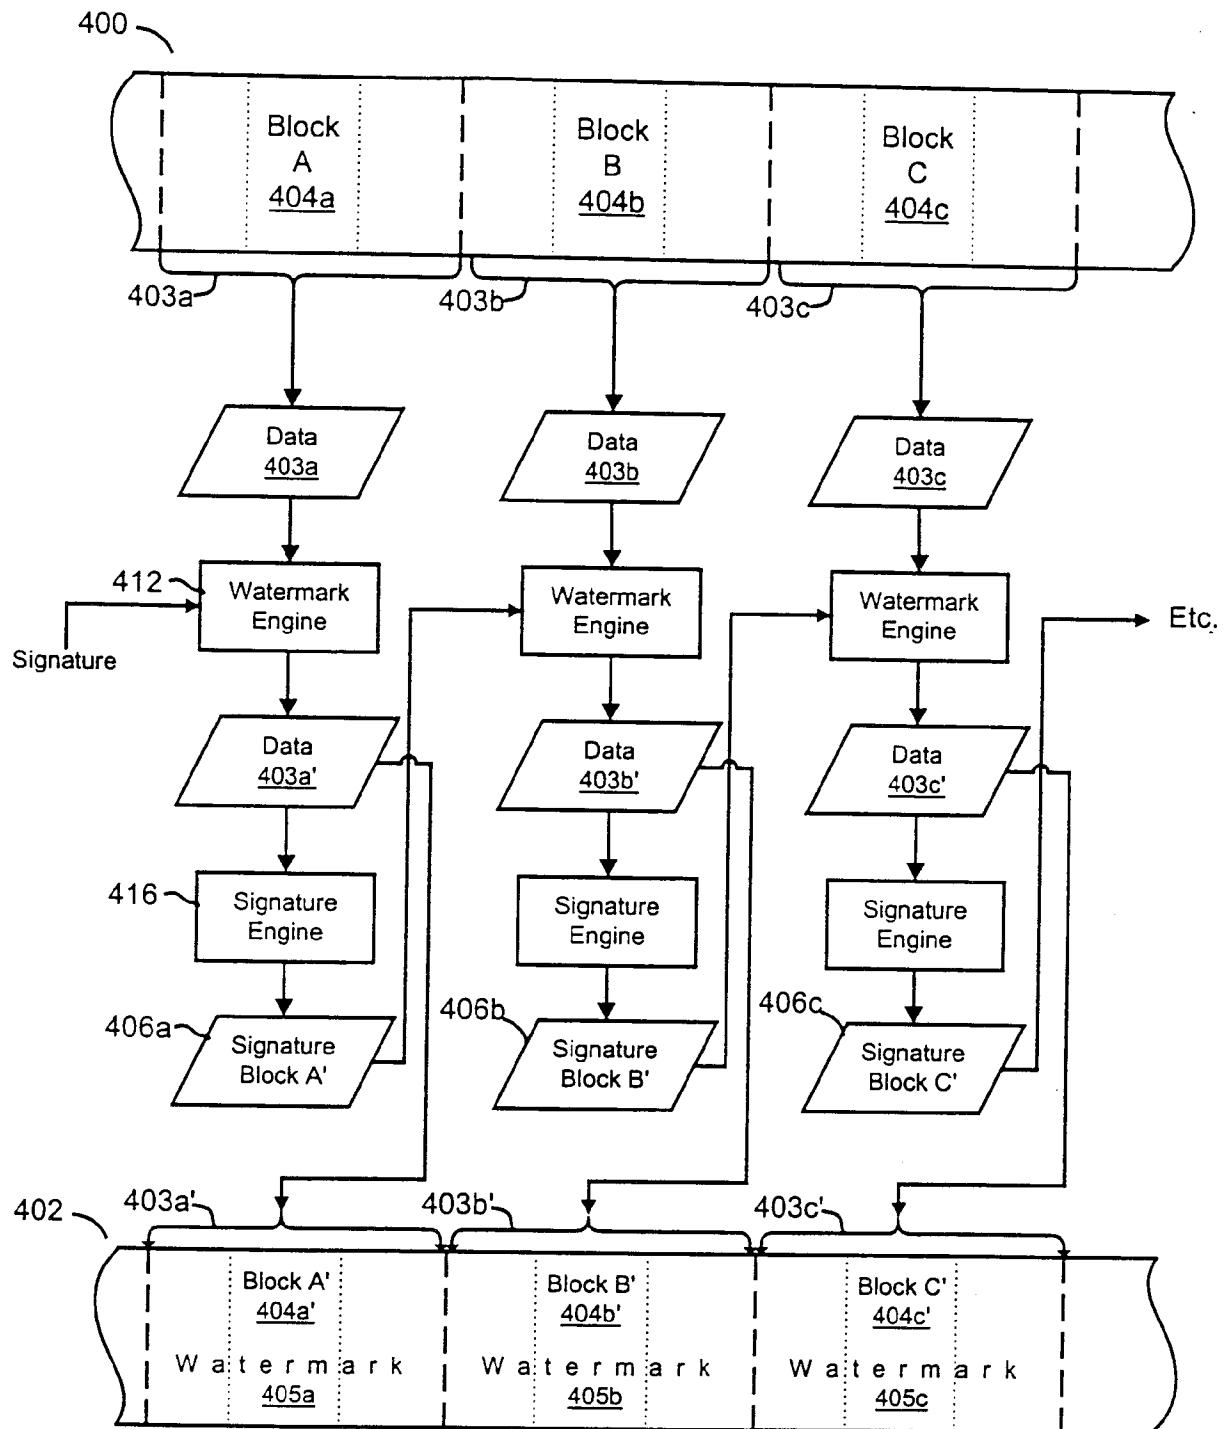 400
Block
A
404a
Block
B
404b
Block
C
404c
403a
403b
403c
Data
403a
Data
403b
Data
403c
412
Watermark
Engine
Watermark
Engine
Watermark
Engine
Signature
Etc.
Data
403a'
Data
403b'
Data
403c'
416
Signature
Engine
Signature
Engine
Signature
Engine
406a
Signature
Block A'
406b
Signature
Block B'
406c
Signature
Block C'
402
403a'
403b'
403c'
Block A'
404a'
Block B'
404b'
Block C'
404c'
Watermark
405a
Watermark
405b
Watermark
405c